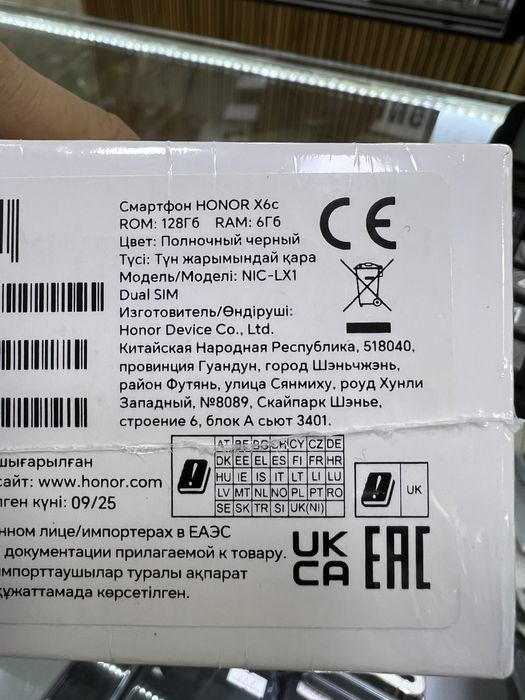 Смартфон HONOR X6c
ROM: 128Гб RAM: 6Гб
Цвет: Полночный черный
Түсі: Түн жарымындай қара
Модель/Моделі: NIC-LX1
Dual SIM
Изготовитель/Өндіруші:
Honor Device Co., Ltd.
Китайская Народная Республика, 518040,
провинция Гуандун, город Шэньчжэнь,
район Футянь, улица Сянмиху, роуд Хунли
Западный, №8089, Скайпарк Шэнье,
строение 6, блок А сьют 3401.
CE
AT BE BG CH CY CZ DE
DK EE EL ES FI FR HR
HU IE IS IT LI LT LU
LV MT NL NO PL PT RO
SE SK TR SI UK(NI)
UK
шығарылған
сайт: www.honor.com
лген күні: 09/25
нном лице/импортерах в ЕАЭС
документации прилагаемой к товару.
импорттаушылар туралы ақпарат
құжаттамада көрсетілген.
UK
CA
EAC